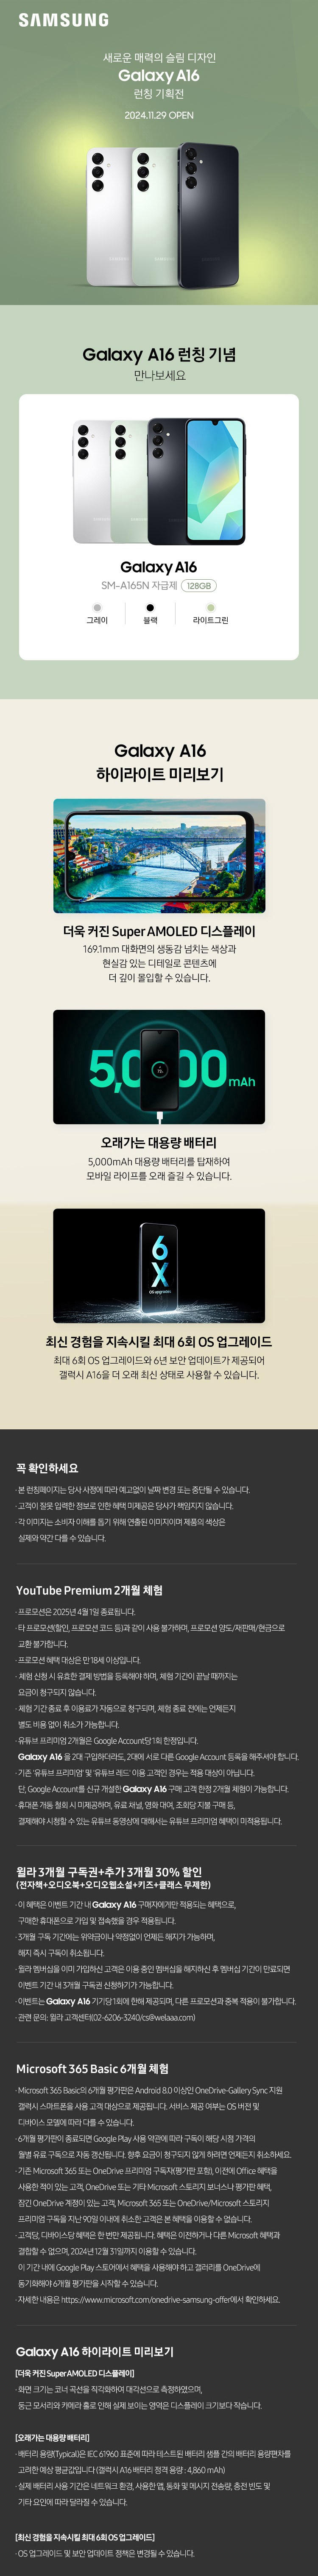 SAMSUNG
새로운 매력의 슬림 디자인
Galaxy A16
런칭 기획전
2024.11.29 OPEN
Galaxy A16 런칭 기념
만나보세요
Galaxy A16
SM-A165N 자급제 128GB
그레이 블랙 라이트그린
Galaxy A16
하이라이트 미리보기
더욱 커진 Super AMOLED 디스플레이
169.1mm 대화면의 생동감 넘치는 색상과
현실감 있는 디테일로 콘텐츠에
더 깊이 몰입할 수 있습니다.
5,000 mAh
오래가는 대용량 배터리
5,000mAh 대용량 배터리를 탑재하여
모바일 라이프를 오래 즐길 수 있습니다.
6X
OS upgrades
최신 경험을 지속시킬 최대 6회 OS 업그레이드
최대 6회 OS 업그레이드와 6년 보안 업데이트가 제공되어
갤럭시 A16을 더 오래 최신 상태로 사용할 수 있습니다.
꼭 확인하세요
· 본 런칭페이지는 당사 사정에 따라 예고없이 날짜 변경 또는 중단될 수 있습니다.
· 고객이 잘못 입력한 정보로 인한 혜택 미제공은 당사가 책임지지 않습니다.
· 각 이미지는 소비자 이해를 돕기 위해 연출된 이미지이며 제품의 색상은
실제와 약간 다를 수 있습니다.
YouTube Premium 2개월 체험
· 프로모션은 2025년 4월 1일 종료됩니다.
· 타 프로모션(할인, 프로모션 코드 등)과 같이 사용 불가하며, 프로모션 양도/재판매/현금으로
교환 불가합니다.
· 프로모션 혜택 대상은 만 18세 이상입니다.
· 체험 신청 시 유효한 결제 방법을 등록해야 하며, 체험 기간이 끝날 때까지는
요금이 청구되지 않습니다.
· 체험 기간 종료 후 이용료가 자동으로 청구되며, 체험 종료 전에는 언제든지
별도 비용 없이 취소가 가능합니다.
· 유튜브 프리미엄 2개월은 Google Account당 1회 한정입니다.
Galaxy A16 을 2대 구입하더라도, 2대에 서로 다른 Google Account 등록을 해주셔야 합니다.
· 기존 '유튜브 프리미엄' 및 '유튜브 레드' 이용 고객인 경우는 적용 대상이 아닙니다.
단, Google Account를 신규 개설한 Galaxy A16 구매 고객 한정 2개월 체험이 가능합니다.
· 휴대폰 개통 철회 시 미제공하며, 유료 채널, 영화 대여, 조회당 지불 구매 등,
결제해야 시청할 수 있는 유튜브 동영상에 대해서는 유튜브 프리미엄 혜택이 미적용됩니다.
윌라 3개월 구독권+추가 3개월 30% 할인
(전자책+오디오북+오디오웹소설+키즈+클래스 무제한)
· 이 혜택은 이벤트 기간 내 Galaxy A16 구매자에게만 적용되는 혜택으로,
구매한 휴대폰으로 가입 및 접속했을 경우 적용됩니다.
· 3개월 구독 기간에는 위약금이나 약정없이 언제든 해지가 가능하며,
해지 즉시 구독이 취소됩니다.
· 윌라 멤버십을 이미 가입하신 고객은 이용 중인 멤버십을 해지하신 후 멤버십 기간이 만료되면
이벤트 기간 내 3개월 구독권 신청하기가 가능합니다.
· 이벤트는 Galaxy A16 기기당 1회에 한해 제공되며, 다른 프로모션과 중복 적용이 불가합니다.
· 관련 문의: 윌라 고객센터(02-6206-3240/cs@welaaa.com)
Microsoft 365 Basic 6개월 체험
· Microsoft 365 Basic의 6개월 평가판은 Android 8.0 이상인 OneDrive-Gallery Sync 지원
갤럭시 스마트폰을 사용 고객 대상으로 제공됩니다. 서비스 제공 여부는 OS 버전 및
디바이스 모델에 따라 다를 수 있습니다.
· 6개월 평가판이 종료되면 Google Play 사용 약관에 따라 구독이 해당 시점 가격의
월별 유료 구독으로 자동 갱신됩니다. 향후 요금이 청구되지 않게 하려면 언제든지 취소하세요.
· 기존 Microsoft 365 또는 OneDrive 프리미엄 구독자(평가판 포함), 이전에 Office 혜택을
사용한 적이 있는 고객, OneDrive 또는 기타 Microsoft 스토리지 보너스나 평가판 혜택,
잠긴 OneDrive 계정이 있는 고객, Microsoft 365 또는 OneDrive/Microsoft 스토리지
프리미엄 구독을 지난 90일 이내에 취소한 고객은 본 혜택을 이용할 수 없습니다.
· 고객당, 디바이스당 혜택은 한 번만 제공됩니다. 혜택은 이전하거나 다른 Microsoft 혜택과
결합할 수 없으며, 2024년 12월 31일까지 이용할 수 있습니다.
이 기간 내에 Google Play 스토어에서 혜택을 사용해야 하고 갤러리를 OneDrive에
동기화해야 6개월 평가판을 시작할 수 있습니다.
· 자세한 내용은 https://www.microsoft.com/onedrive-samsung-offer에서 확인하세요.
Galaxy A16 하이라이트 미리보기
[더욱 커진 Super AMOLED 디스플레이]
· 화면 크기는 코너 곡선을 직각화하여 대각선으로 측정하였으며,
둥근 모서리와 카메라 홀로 인해 실제 보이는 영역은 디스플레이 크기보다 작습니다.
[오래가는 대용량 배터리]
· 배터리 용량(Typical)은 IEC 61960 표준에 따라 테스트된 배터리 샘플 간의 배터리 용량편차를
고려한 예상 평균값입니다 (갤럭시 A16 배터리 정격 용량 : 4,860 mAh)
· 실제 배터리 사용 기간은 네트워크 환경, 사용한 앱, 통화 및 메시지 전송량, 충전 빈도 및
기타 요인에 따라 달라질 수 있습니다.
[최신 경험을 지속시킬 최대 6회 OS 업그레이드]
· OS 업그레이드 및 보안 업데이트 정책은 변경될 수 있습니다.